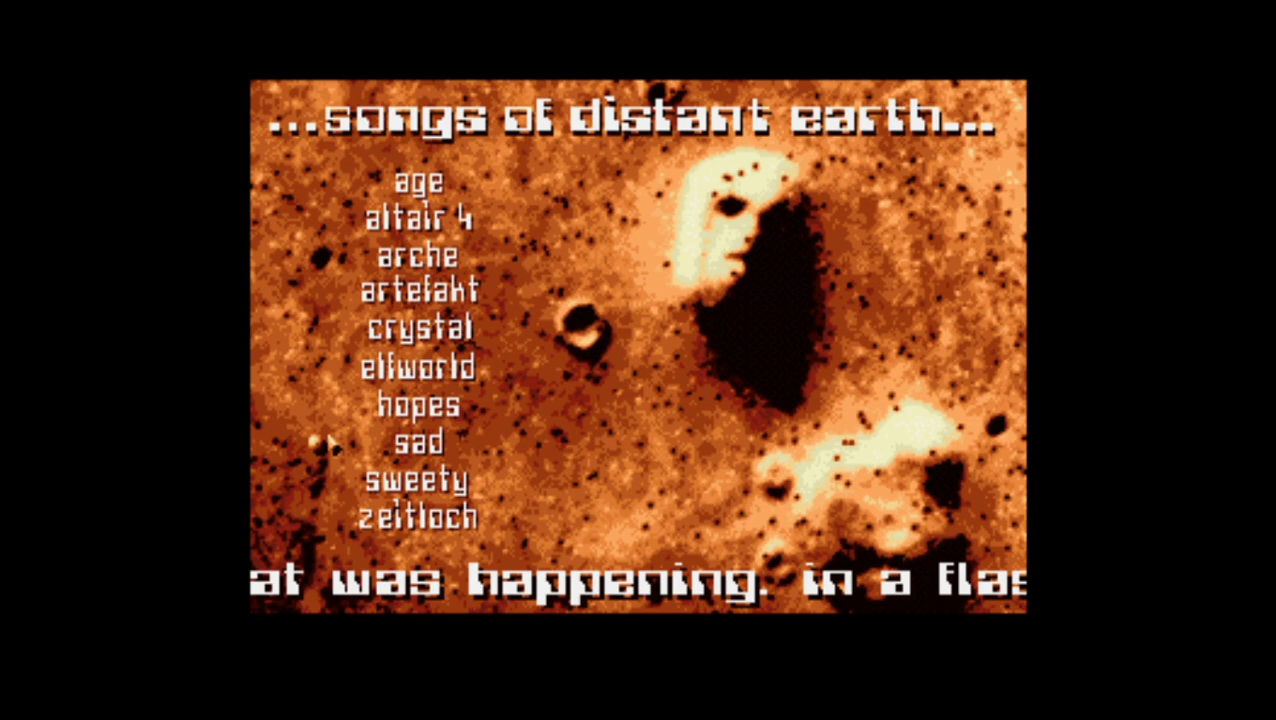 ...songs of distant earth...
age
altair 4
arche
artefakt
crystal
elfworld
hopes
sad
sweety
zeitloch
at was happening. in a flas